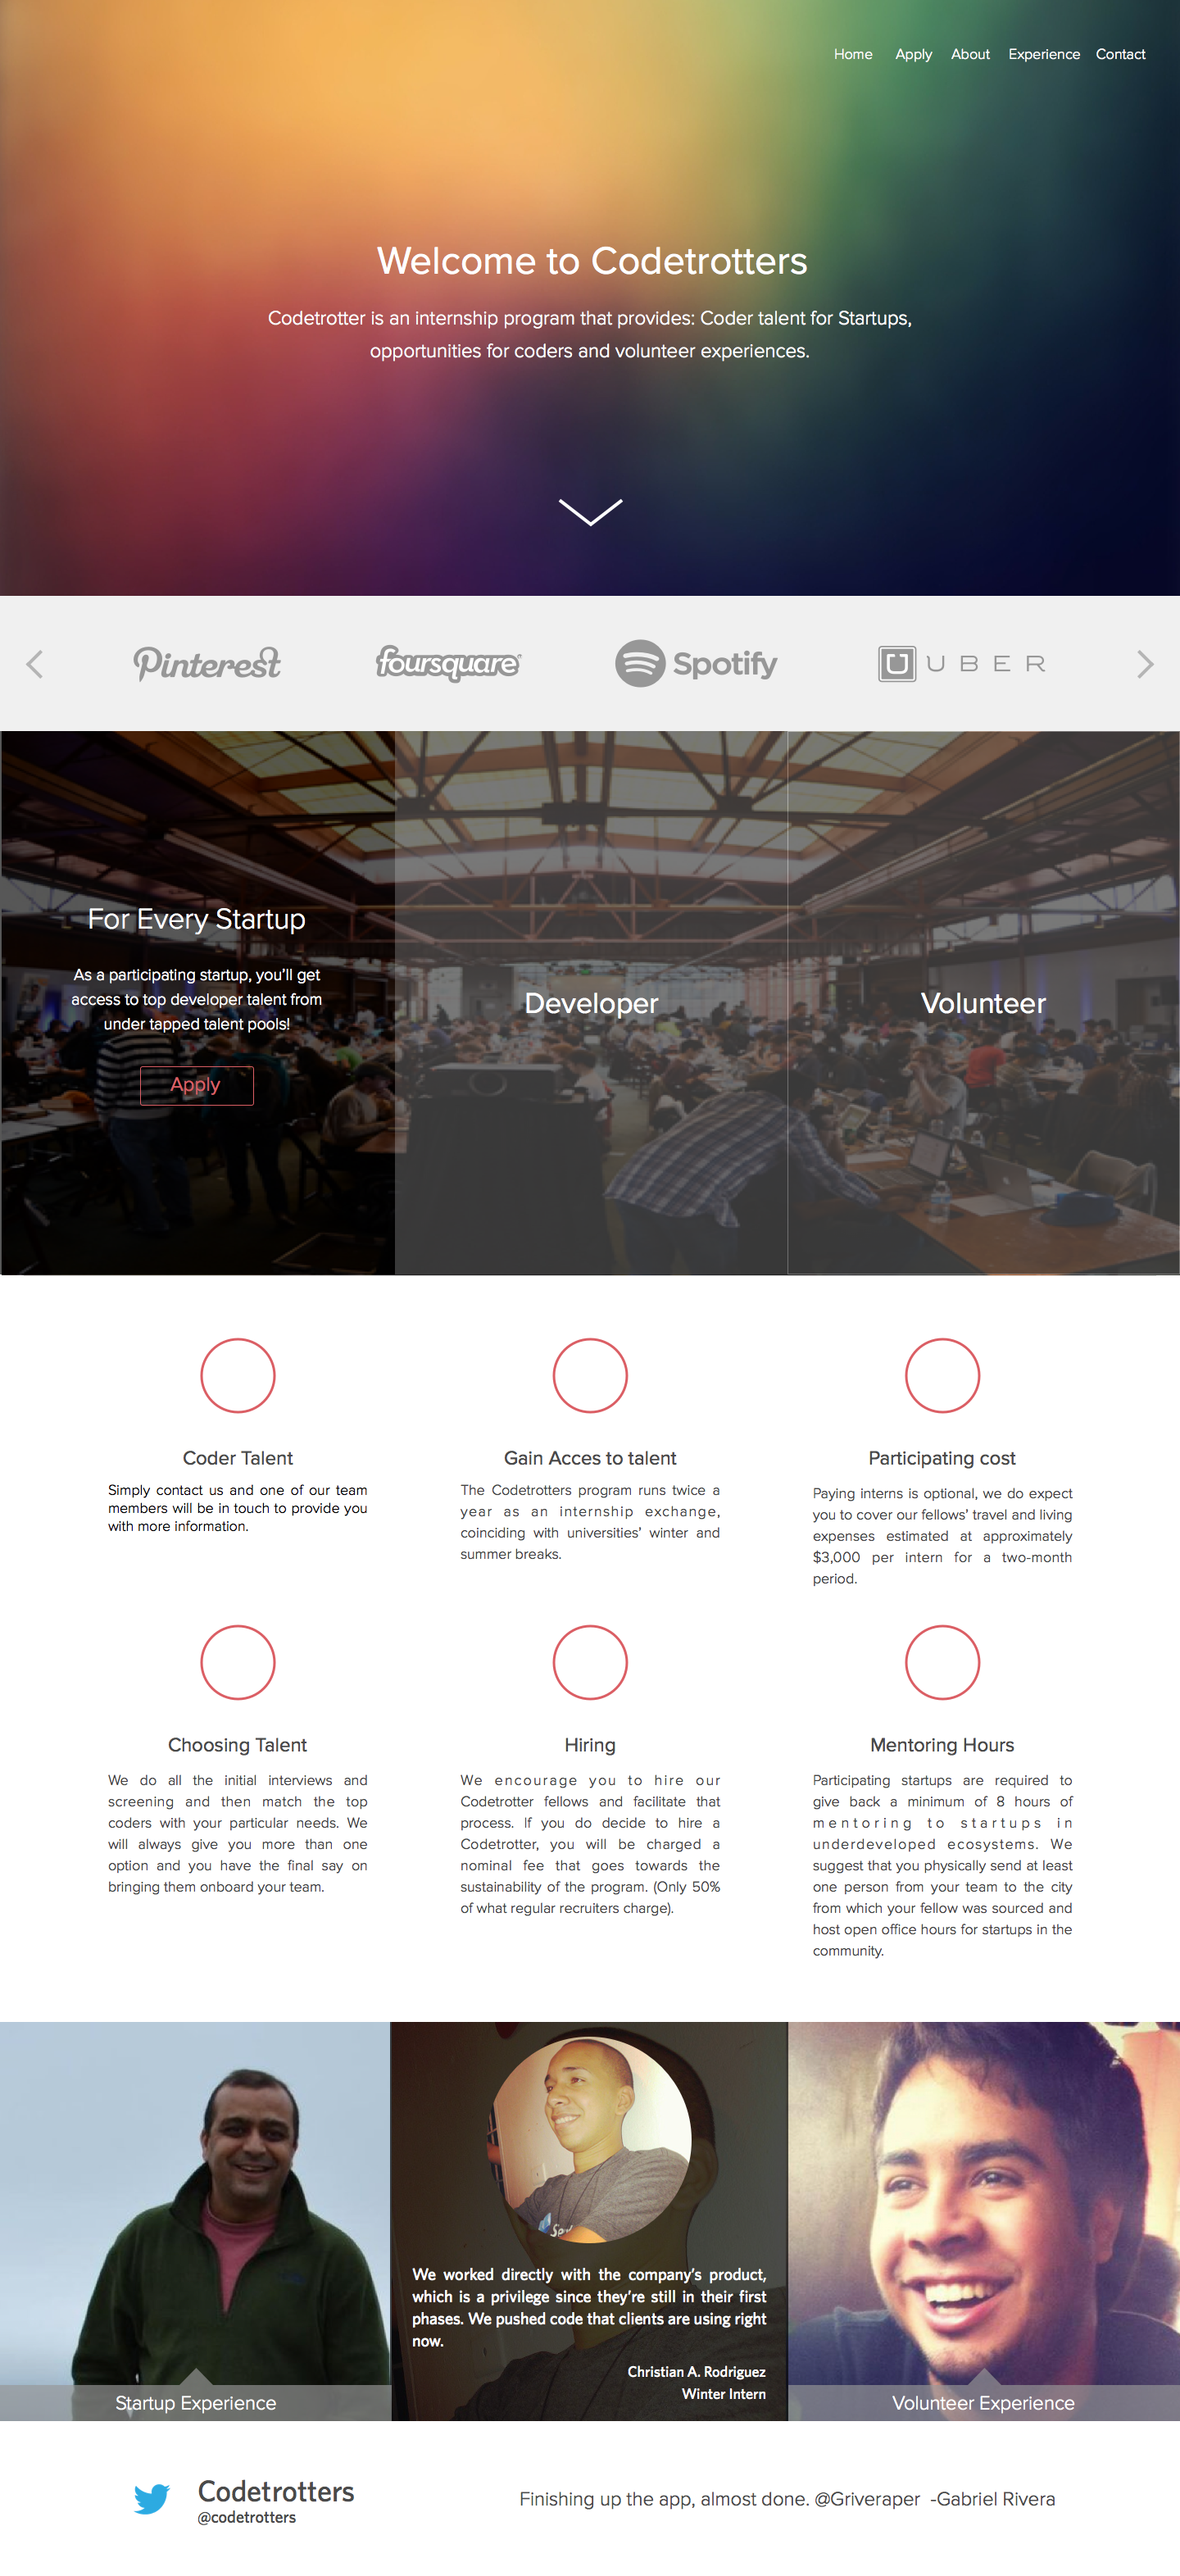 Home Apply About Experience Contact
Welcome to Codetrotters
Codetrotter is an internship program that provides: Coder talent for Startups,
opportunities for coders and volunteer experiences.
Pinterest foursquare Spotify UBER
For Every Startup
As a participating startup, you'll get
access to top developer talent from
under tapped talent pools!
Apply
Developer
Volunteer
Coder Talent
Simply contact us and one of our team
members will be in touch to provide you
with more information.
Gain Acces to talent
The Codetrotters program runs twice a
year as an internship exchange,
coinciding with universities' winter and
summer breaks.
Participating cost
Paying interns is optional, we do expect
you to cover our fellows' travel and living
expenses estimated at approximately
$3,000 per intern for a two-month
period.
Choosing Talent
We do all the initial interviews and
screening and then match the top
coders with your particular needs. We
will always give you more than one
option and you have the final say on
bringing them onboard your team.
Hiring
We encourage you to hire our
Codetrotter fellows and facilitate that
process. If you do decide to hire a
Codetrotter, you will be charged a
nominal fee that goes towards the
sustainability of the program. (Only 50%
of what regular recruiters charge).
Mentoring Hours
Participating startups are required to
give back a minimum of 8 hours of
mentoring to startups in
underdeveloped ecosystems. We
suggest that you physically send at least
one person from your team to the city
from which your fellow was sourced and
host open office hours for startups in the
community.
Startup Experience
We worked directly with the company's product,
which is a privilege since they're still in their first
phases. We pushed code that clients are using right
now.
Christian A. Rodriguez
Winter Intern
Volunteer Experience
Codetrotters
@codetrotters
Finishing up the app, almost done. @Griveraper -Gabriel Rivera